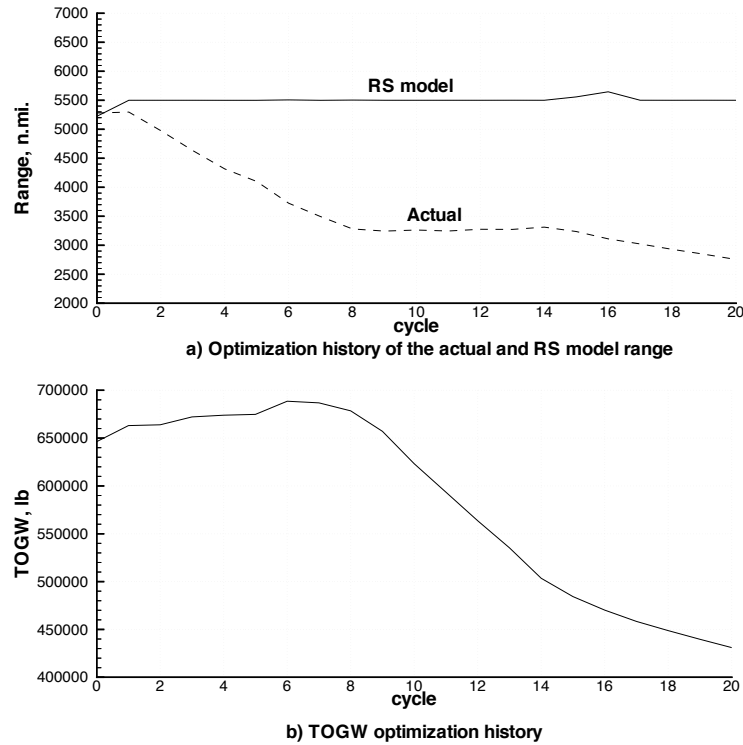 7000
6500
6000
5500
5000
4500
4000
3500
3000
2500
2000
Range, n.mi.
RS model
Actual
0 2 4 6 8 10 12 14 16 18 20
cycle
a) Optimization history of the actual and RS model range
700000
650000
600000
550000
500000
450000
400000
TOGW, lb
0 2 4 6 8 10 12 14 16 18 20
cycle
b) TOGW optimization history